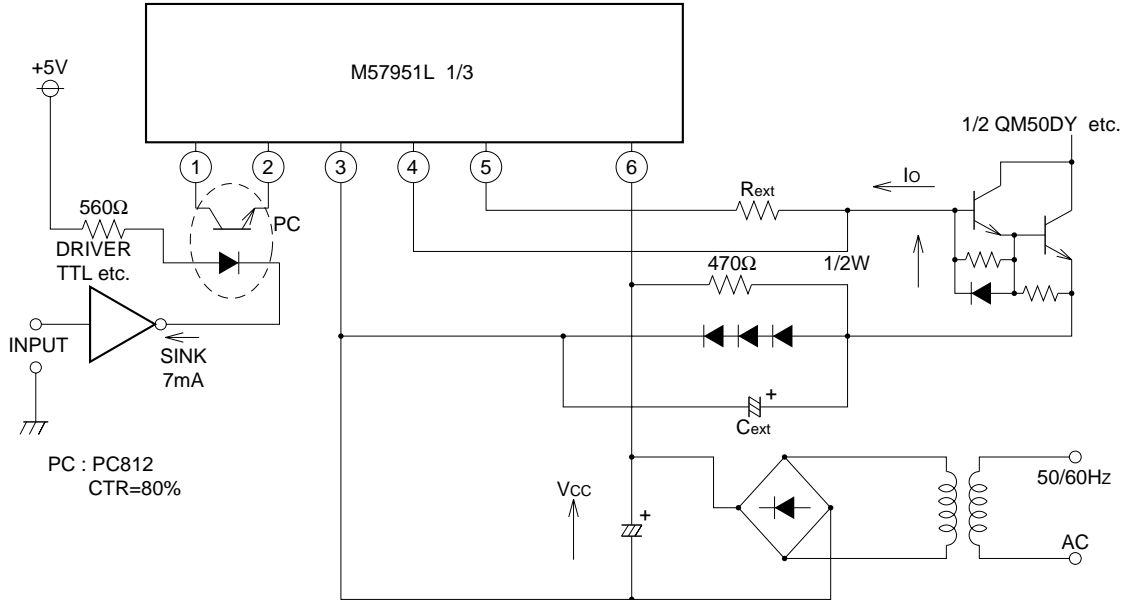 M57951L 1/3
+5V
1/2 QM50DY etc.
1
2
3
4
5
6
IO
Rext
560Ω
PC
DRIVER
TTL etc.
470Ω
1/2W
INPUT
SINK
7mA
+
Cext
PC : PC812
CTR=80%
VCC
+
50/60Hz
AC